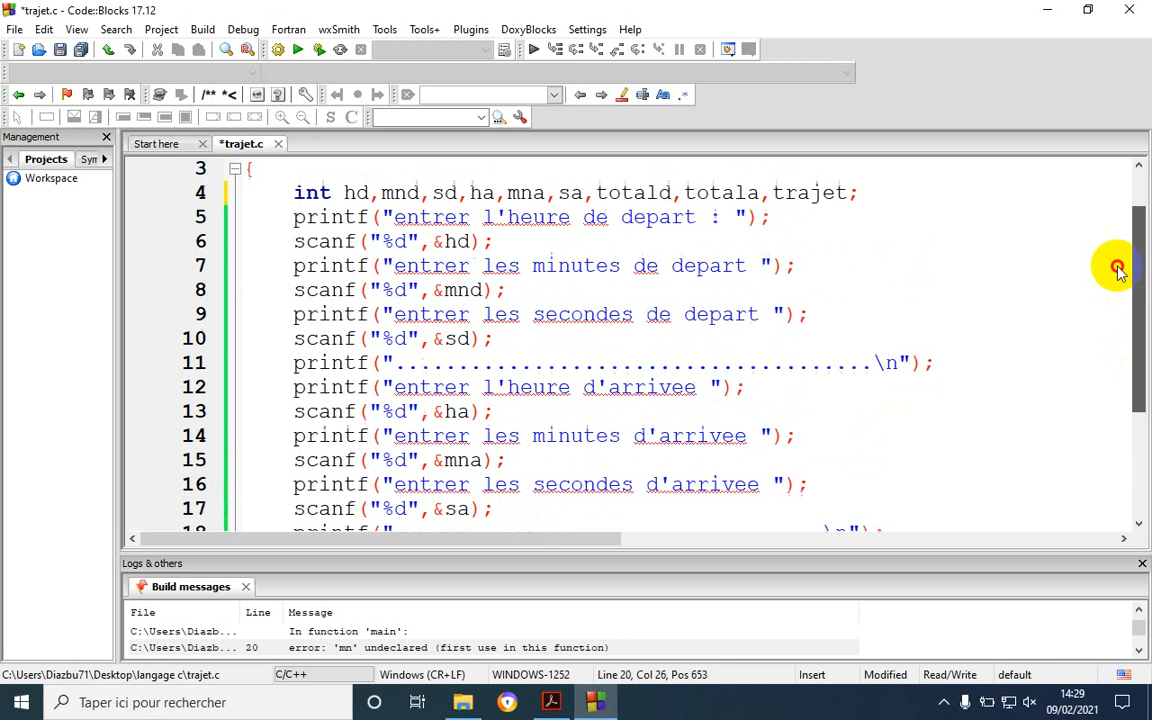 *trajet.c - Code::Blocks 17.12
File Edit View Search Project Build Debug Fortran wxSmith Tools Tools+ Plugins DoxyBlocks Settings Help
/** *<
S C
Management
Projects Syn
Workspace
Start here *trajet.c
3 {
4 int hd,mnd,sd,ha,mna,sa,totald,totala,trajet;
5 printf("entrer l'heure de depart : ");
6 scanf("%d",&hd);
7 printf("entrer les minutes de depart ");
8 scanf("%d",&mnd);
9 printf("entrer les secondes de depart ");
10 scanf("%d",&sd);
11 printf("......................................\n");
12 printf("entrer l'heure d'arrivee ");
13 scanf("%d",&ha);
14 printf("entrer les minutes d'arrivee ");
15 scanf("%d",&mna);
16 printf("entrer les secondes d'arrivee ");
17 scanf("%d",&sa);
Logs & others
Build messages
File Line Message
C:\Users\Diazb... In function 'main':
C:\Users\Diazb... 20 error: 'mn' undeclared (first use in this function)
C:\Users\Diazbu71\Desktop\langage c\trajet.c C/C++ Windows (CR+LF) WINDOWS-1252 Line 20, Col 26, Pos 653 Insert Modified Read/Write default
Taper ici pour rechercher
14:29
09/02/2021